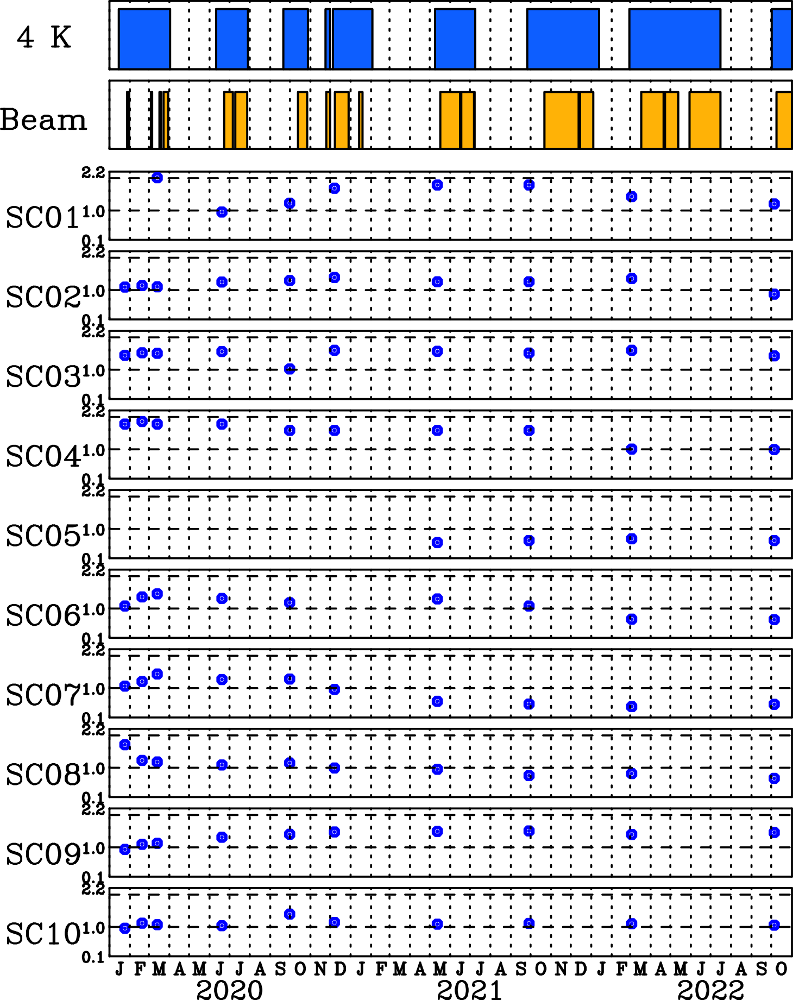 4 K
Beam
2.2
SC01 1.0
0.1
2.2
SC02 1.0
0.1
2.2
SC03 1.0
0.1
2.2
SC04 1.0
0.1
2.2
SC05 1.0
0.1
2.2
SC06 1.0
0.1
2.2
SC07 1.0
0.1
2.2
SC08 1.0
0.1
2.2
SC09 1.0
0.1
2.2
SC10 1.0
0.1
J F M A M J J A S O N D J F M A M J J A S O N D J F M A M J J A S O
2020 2021 2022